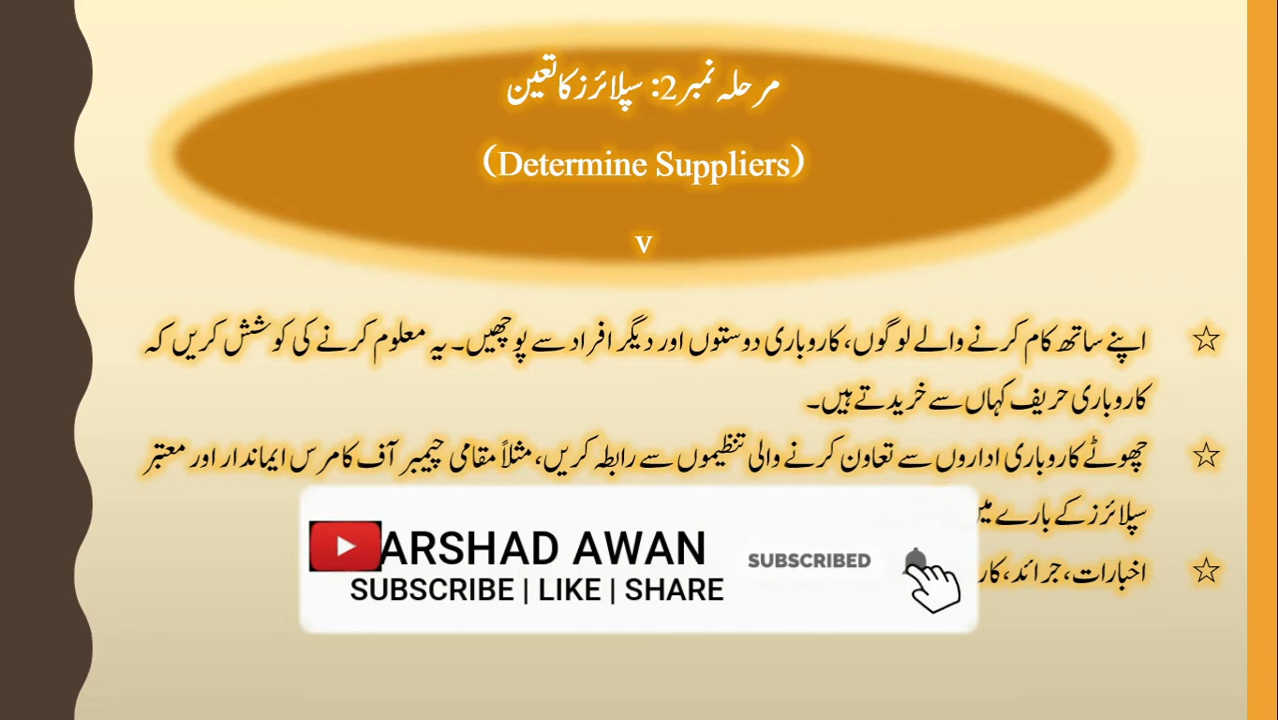 مرحلہ نمبر 2: سپلائرز کا تعین
(Determine Suppliers)
v
☆ اپنے ساتھ کام کرنے والے لوگوں، کاروباری دوستوں اور دیگر افراد سے پوچھیں۔ یہ معلوم کرنے کی کوشش کریں کہ
کاروباری حریف کہاں سے خریدتے ہیں۔
☆ چھوٹے کاروباری اداروں سے تعاون کرنے والی تنظیموں سے رابطہ کریں، مثلاً مقامی چیمبر آف کامرس ایماندار اور معتبر
سپلائرز کے بارے میں
☆ اخبارات، جرائد،
ARSHAD AWAN
SUBSCRIBE | LIKE | SHARE
SUBSCRIBED